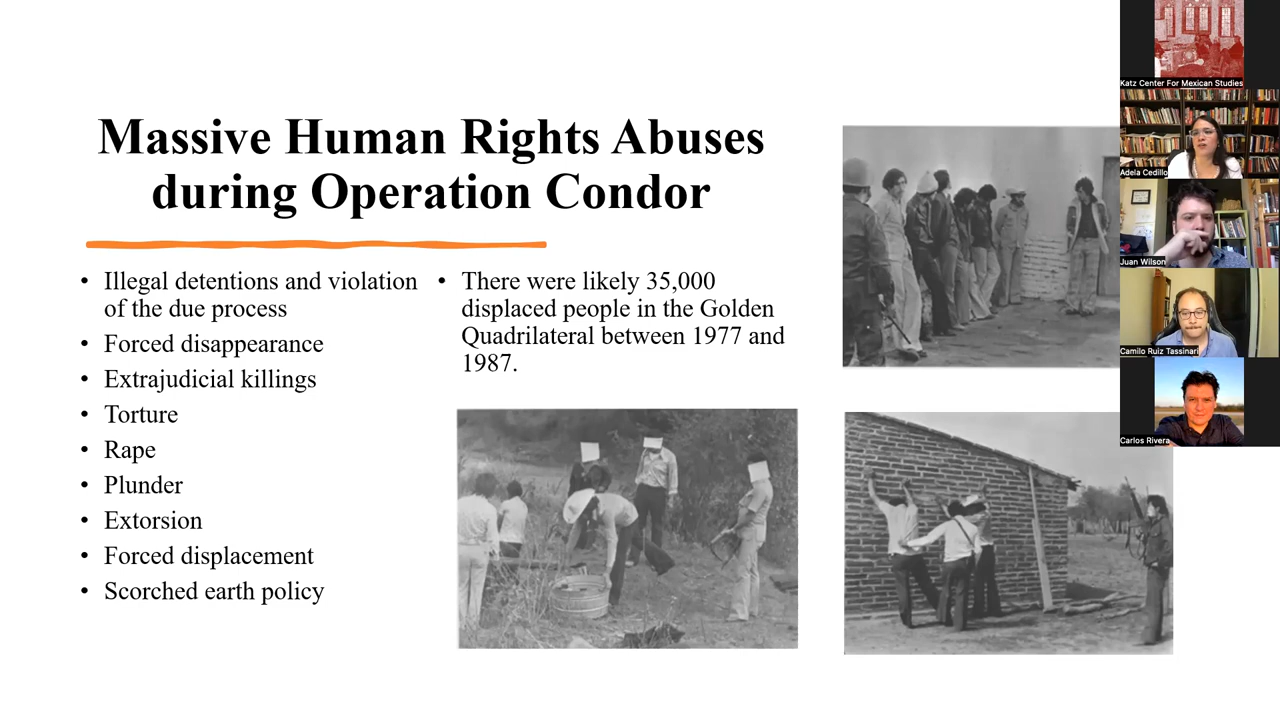 Massive Human Rights Abuses
during Operation Condor
• Illegal detentions and violation
of the due process
• Forced disappearance
• Extrajudicial killings
• Torture
• Rape
• Plunder
• Extorsion
• Forced displacement
• Scorched earth policy
• There were likely 35,000
displaced people in the Golden
Quadrilateral between 1977 and
1987.
Katz Center For Mexican Studies
Adela Cedillo
Juan Wilson
Camilo Ruiz Tassinari
Carlos Rivera